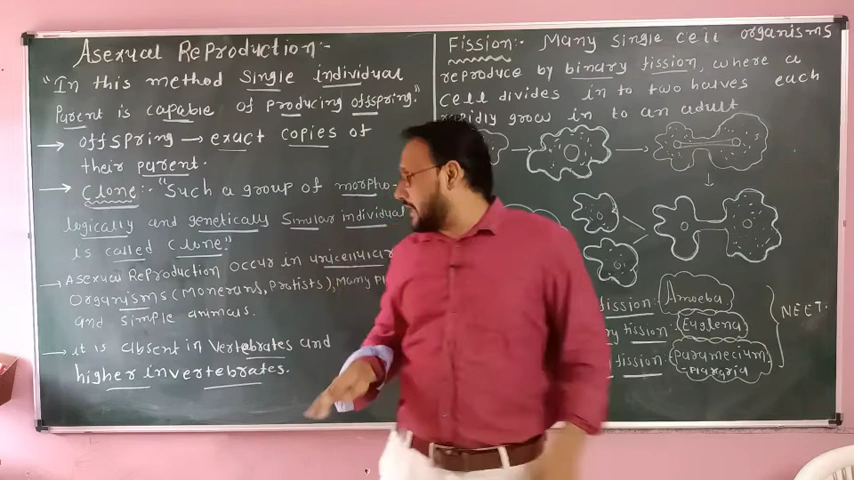 Asexual Reproduction:-
"In this method single individual
Parent is capable of producing offspring."
→ offspring → exact copies of
their parent.
→ Clone:- "Such a group of morpho-
logically and genetically similar individual
is called clone"
→ Asexual Reproduction occur in unicellular
organisms (Monerans, Protists), Many
and simple animals.
→ it is absent in vertebrates and
higher invertebrates.
Fission:- Many single cell organisms
reproduce by binary fission, where a
cell divides in to two halves each
rapidly grow in to an adult
fission: Amoeba
fission: Euglena
fission: Paramecium
-Planaria
NEET.